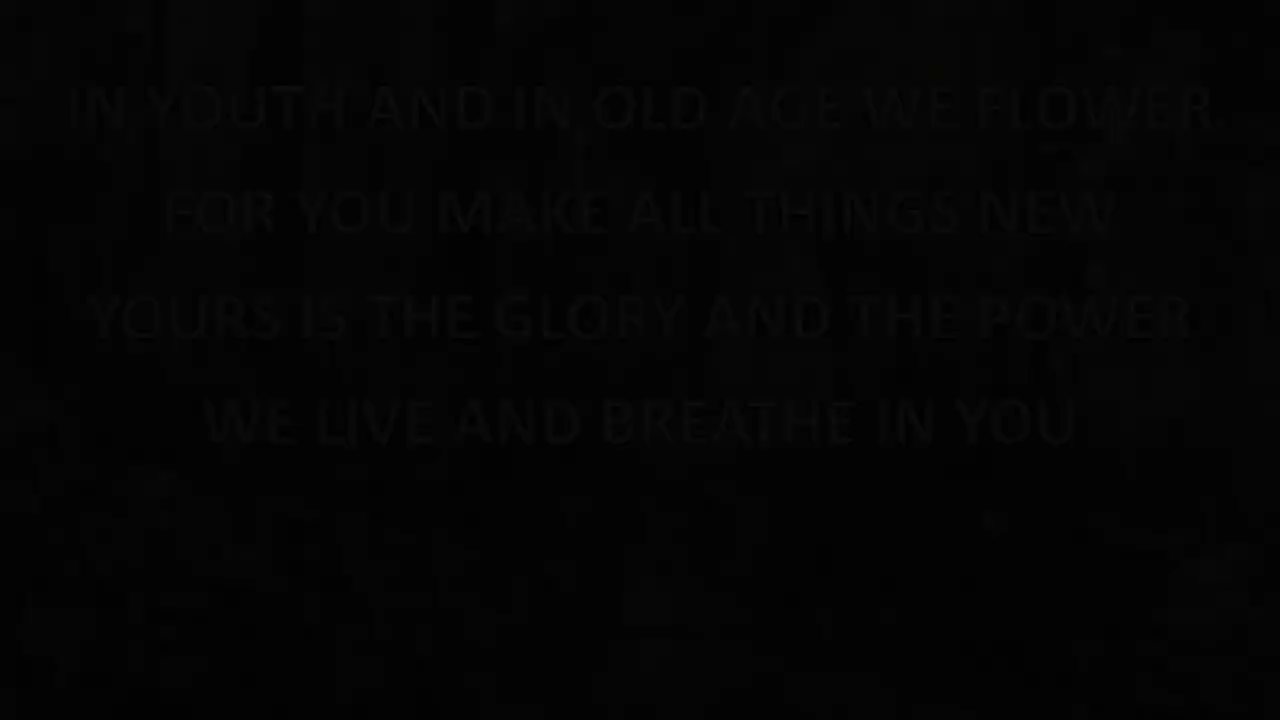 IN YOUTH AND IN OLD AGE WE FLOWER.
FOR YOU MAKE ALL THINGS NEW
YOURS IS THE GLORY AND THE POWER
WE LIVE AND BREATHE IN YOU